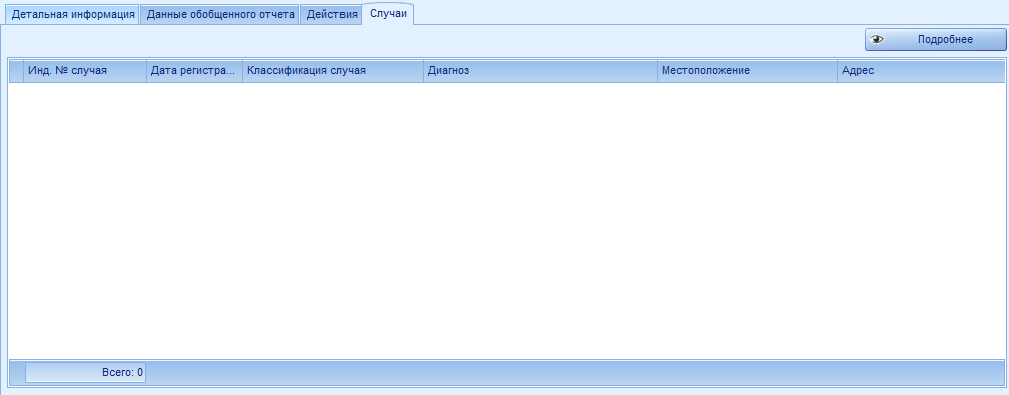 Детальная информация Данные обобщенного отчета Действия Случаи
Подробнее
Инд. № случая Дата регистра... Классификация случая Диагноз Местоположение Адрес
Всего: 0